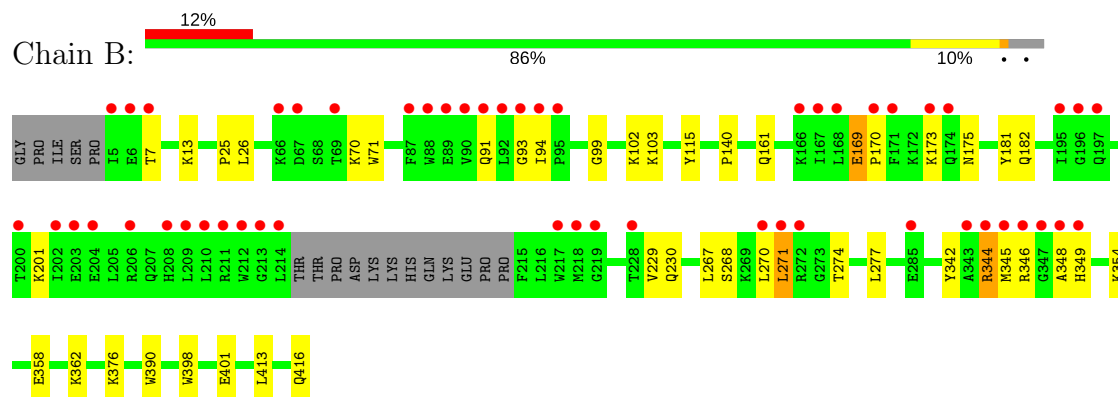 12%
Chain B:
86% 10% • •
GLY PRO ILE SER PRO I5 E6 T7 K13 P25 L26 K66 D67 S68 T69 K70 W71 F87 W88 E89 V90 Q91 L92 G93 I94 P95 G99 K102 K103 Y115 P140 Q161 K166 I167 L168 E169 P170 F171 K172 K173 Q174 N175 Y181 Q182 I195 G196 Q197
T200 K201 I202 E203 E204 L205 R206 Q207 H208 L209 L210 R211 W212 G213 L214 THR THR PRO ASP LYS LYS HIS GLN LYS GLU PRO PRO F215 L216 W217 M218 G219 T228 V229 Q230 L267 S268 K269 L270 L271 R272 G273 T274 L277 E285 Y342 A343 R344 M345 R346 G347 A348 H349 K354
E358 K362 K376 W390 W398 E401 L413 Q416